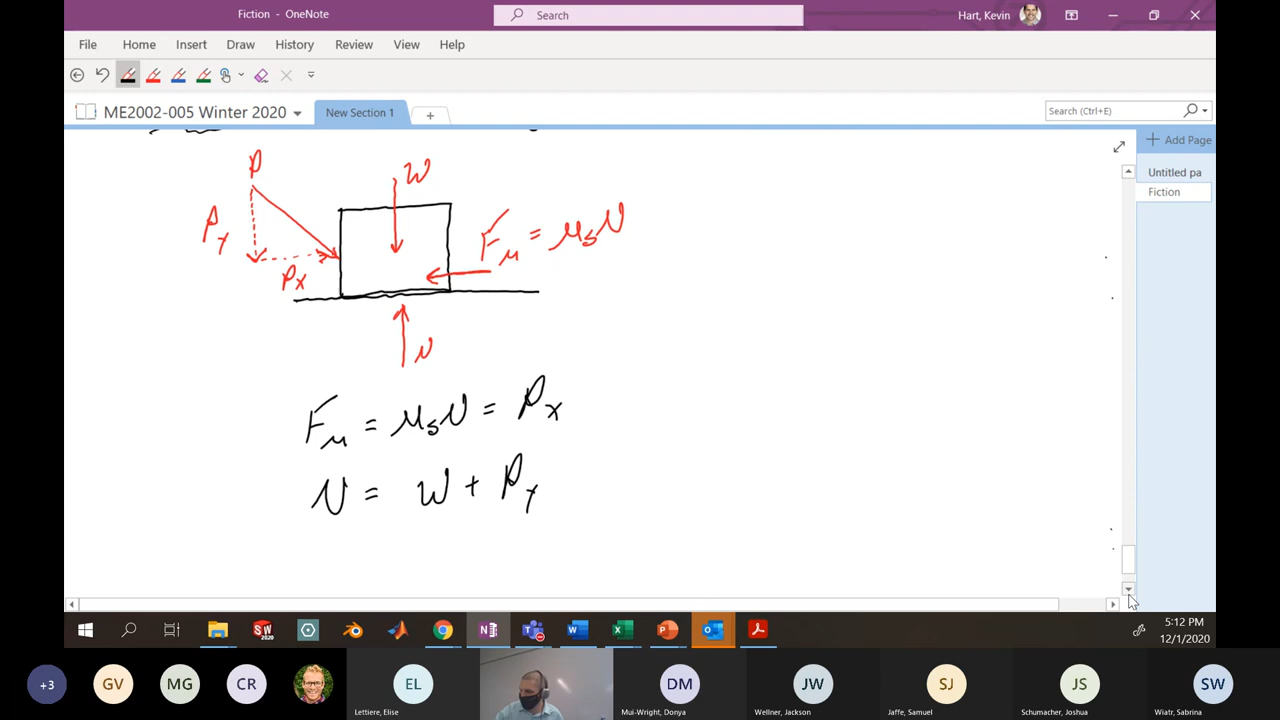 Fiction - OneNote
Search
Hart, Kevin
File Home Insert Draw History Review View Help
ME2002-005 Winter 2020
New Section 1
Search (Ctrl+E)
Add Page
Untitled pa
Fiction
P
W
Py
Px
Fμ = μsN
N
Fμ = μsN = Px
N = W + Py
5:12 PM
12/1/2020
+3
GV
MG
CR
EL
DM
JW
SJ
JS
SW
Lettiere, Elise
Mui-Wright, Donya
Wellner, Jackson
Jaffe, Samuel
Schumacher, Joshua
Wiatr, Sabrina